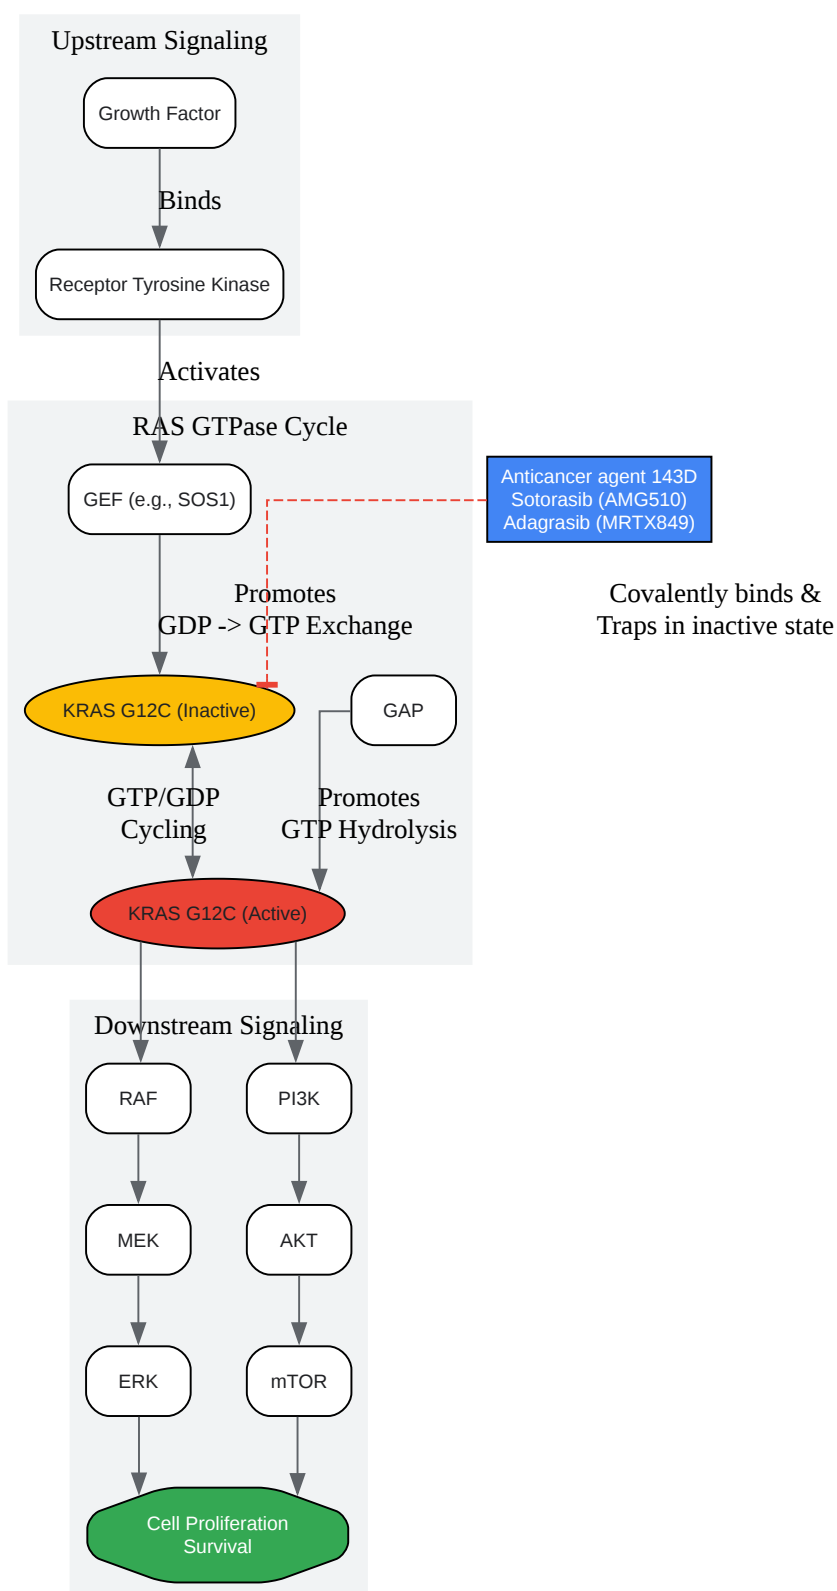 Upstream Signaling
Growth Factor
Binds
Receptor Tyrosine Kinase
Activates
RAS GTPase Cycle
GEF (e.g., SOS1)
Anticancer agent 143D
Sotorasib (AMG510)
Adagrasib (MRTX849)
Promotes
GDP -> GTP Exchange
Covalently binds &
Traps in inactive state
KRAS G12C (Inactive)
GAP
GTP/GDP
Cycling
Promotes
GTP Hydrolysis
KRAS G12C (Active)
Downstream Signaling
RAF
PI3K
MEK
AKT
ERK
mTOR
Cell Proliferation
Survival